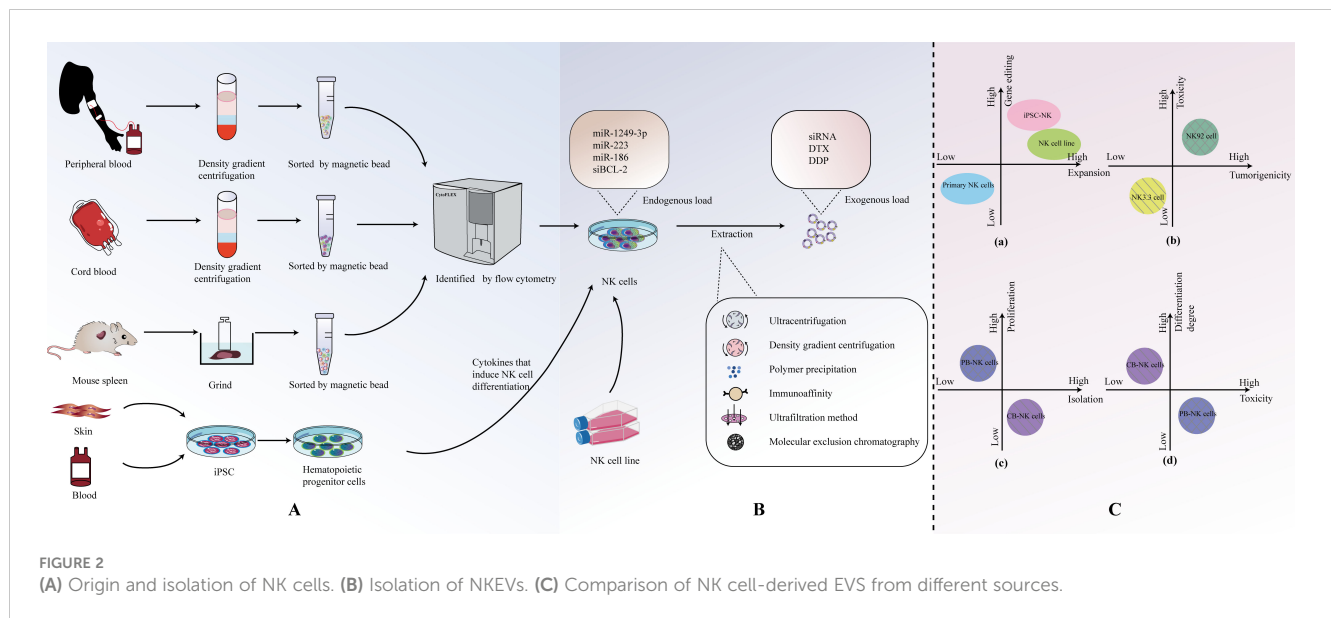 Peripheral blood
Density gradient
centrifugation
Sorted by magnetic bead
Cord blood
Density gradient
centrifugation
Sorted by magnetic bead
CytoFLEX
Identified by flow cytometry
Mouse spleen
Grind
Sorted by magnetic bead
Skin
Blood
iPSC
Hematopoietic
progenitor cells
Cytokines that
induce NK cell
differentiation
A
miR-1249-3p
miR-223
miR-186
siBCL-2
Endogenous load
NK cells
NK cell line
siRNA
DTX
DDP
Exogenous load
Extraction
Ultracentrifugation
Density gradient centrifugation
Polymer precipitation
Immunoaffinity
Ultrafiltration method
Molecular exclusion chromatography
B
High
Gene editing
iPSC-NK
NK cell line
Low
High
Expansion
Primary NK cells
Low
(a)
High
Toxicity
NK92 cell
Low
High
Tumorigenicity
NK3.3 cell
Low
(b)
High
Proliferation
PB-NK cells
Low
High
Isolation
CB-NK cells
Low
(c)
High
Differentiation
degree
CB-NK cells
Low
High
Toxicity
PB-NK cells
Low
(d)
C
FIGURE 2
(A) Origin and isolation of NK cells. (B) Isolation of NKEVs. (C) Comparison of NK cell-derived EVS from different sources.